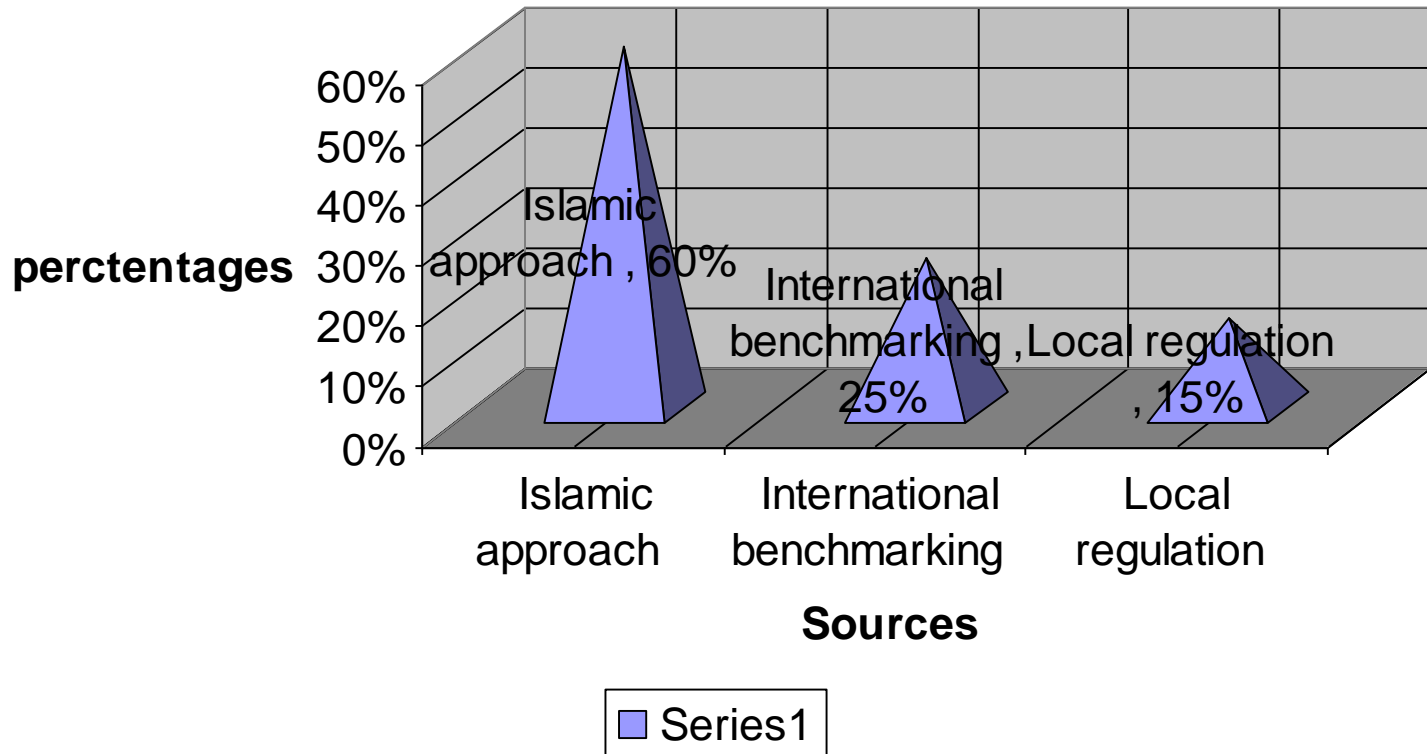 60%
50%
40%
30%
20%
10%
0%
perctentages
Islamic
approach , 60%
International
benchmarking ,
25%
Local regulation
, 15%
Islamic
approach
International
benchmarking
Local
regulation
Sources
Series1